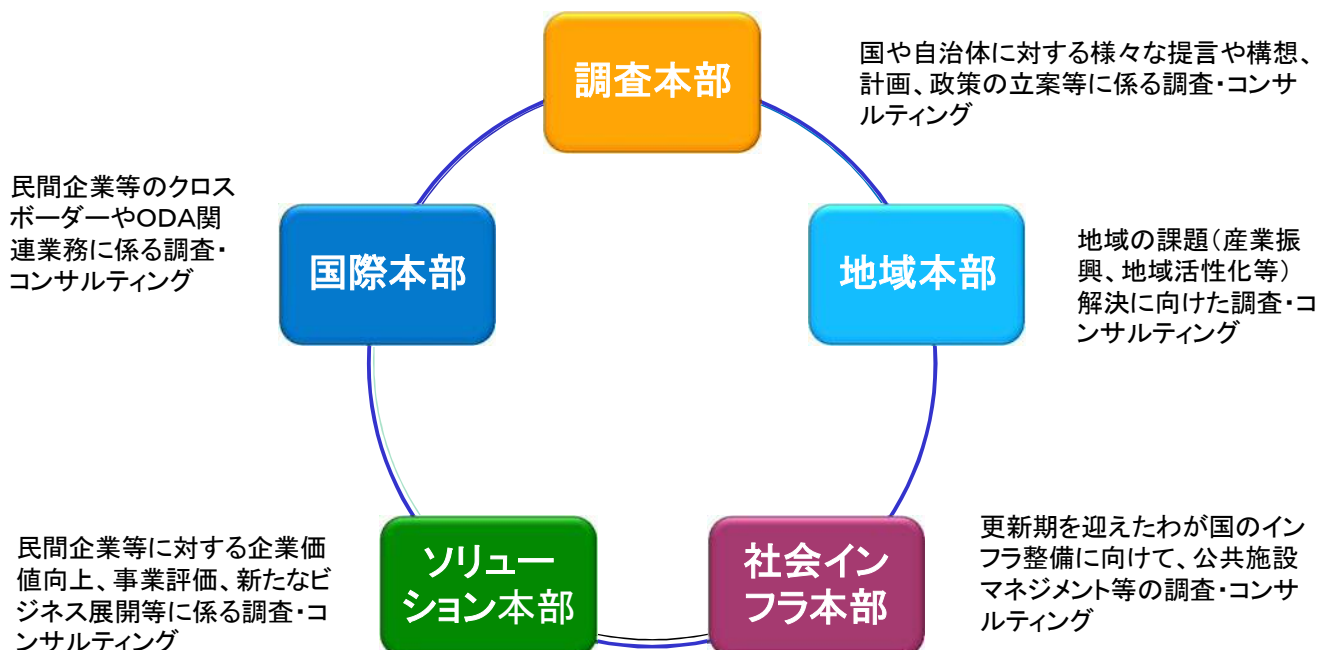 調査本部
国や自治体に対する様々な提言や構想、
計画、政策の立案等に係る調査・コンサ
ルティング
民間企業等のクロス
ボーダーやODA関
連業務に係る調査・
コンサルティング
国際本部
地域本部
地域の課題(産業振
興、地域活性化等)
解決に向けた調査・コ
ンサルティング
民間企業等に対する企業価
値向上、事業評価、新たなビ
ジネス展開等に係る調査・コ
ンサルティング
ソリュー
ション本部
社会イン
フラ本部
更新期を迎えたわが国のイン
フラ整備に向けて、公共施設
マネジメント等の調査・コンサ
ルティング